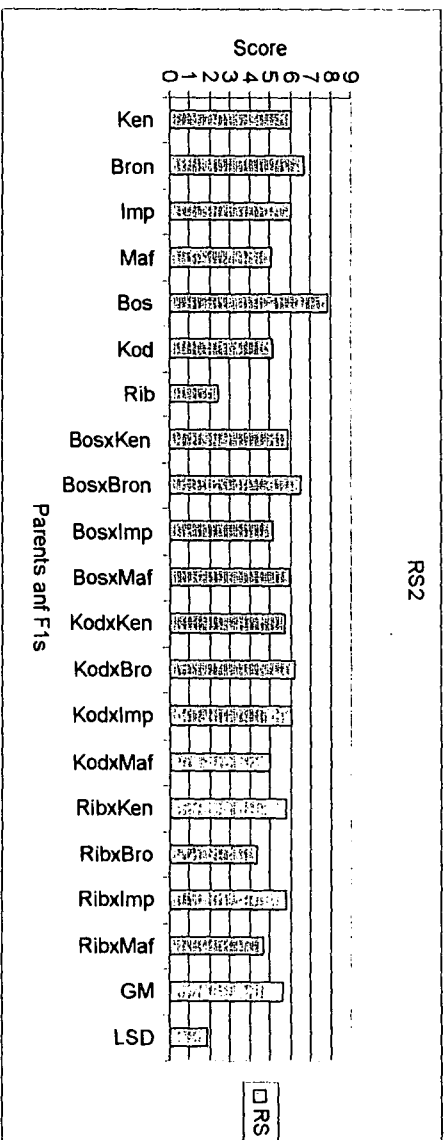 RS2
Score
9
8
7
6
5
4
3
2
1
0
Ken
Bron
Imp
Maf
Bos
Kod
Rib
BosxKen
BosxBron
BosxImp
BosxMaf
KodxKen
KodxBro
KodxImp
KodxMaf
RibxKen
RibxBro
RibxImp
RibxMaf
GM
LSD
Parents anf F1s
RS